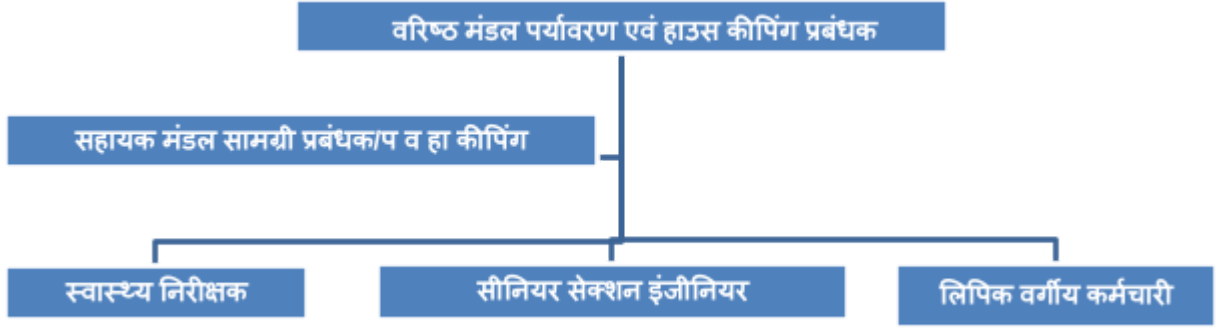 वरिष्ठ मंडल पर्यावरण एवं हाउस कीपिंग प्रबंधक
सहायक मंडल सामग्री प्रबंधक/प व हा कीपिंग
स्वास्थ्य निरीक्षक
सीनियर सेक्शन इंजीनियर
लिपिक वर्गीय कर्मचारी